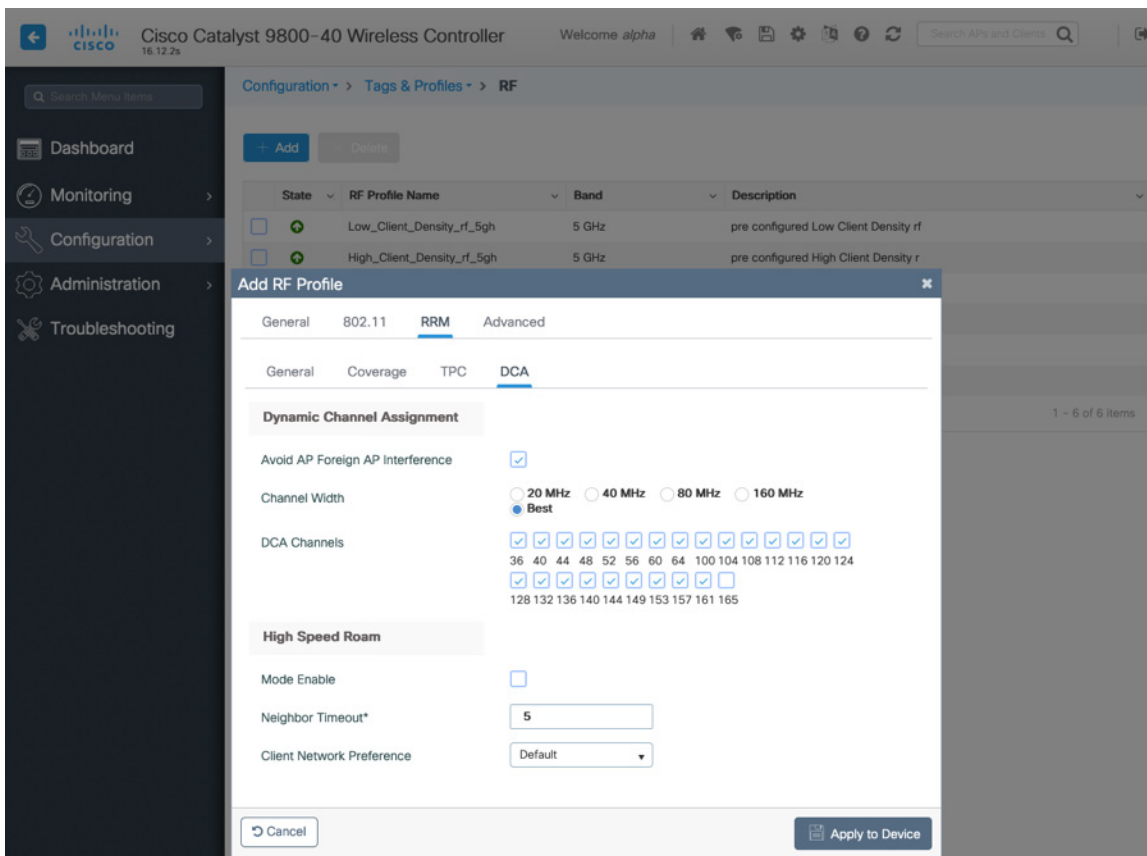 CISCO
Cisco Catalyst 9800-40 Wireless Controller
16.12.2s
Welcome alpha
Search APs and Clients
Search Menu Items
Configuration > Tags & Profiles > RF
Dashboard
Monitoring
Configuration
Administration
Troubleshooting
+ Add
× Delete
State RF Profile Name Band Description
Low_Client_Density_rf_5gh 5 GHz pre configured Low Client Density rf
High_Client_Density_rf_5gh 5 GHz pre configured High Client Density r
1 - 6 of 6 items
Add RF Profile
General 802.11 RRM Advanced
General Coverage TPC DCA
Dynamic Channel Assignment
Avoid AP Foreign AP Interference
Channel Width
20 MHz 40 MHz 80 MHz 160 MHz
Best
DCA Channels
36 40 44 48 52 56 60 64 100 104 108 112 116 120 124
128 132 136 140 144 149 153 157 161 165
High Speed Roam
Mode Enable
Neighbor Timeout* 5
Client Network Preference Default
Cancel
Apply to Device